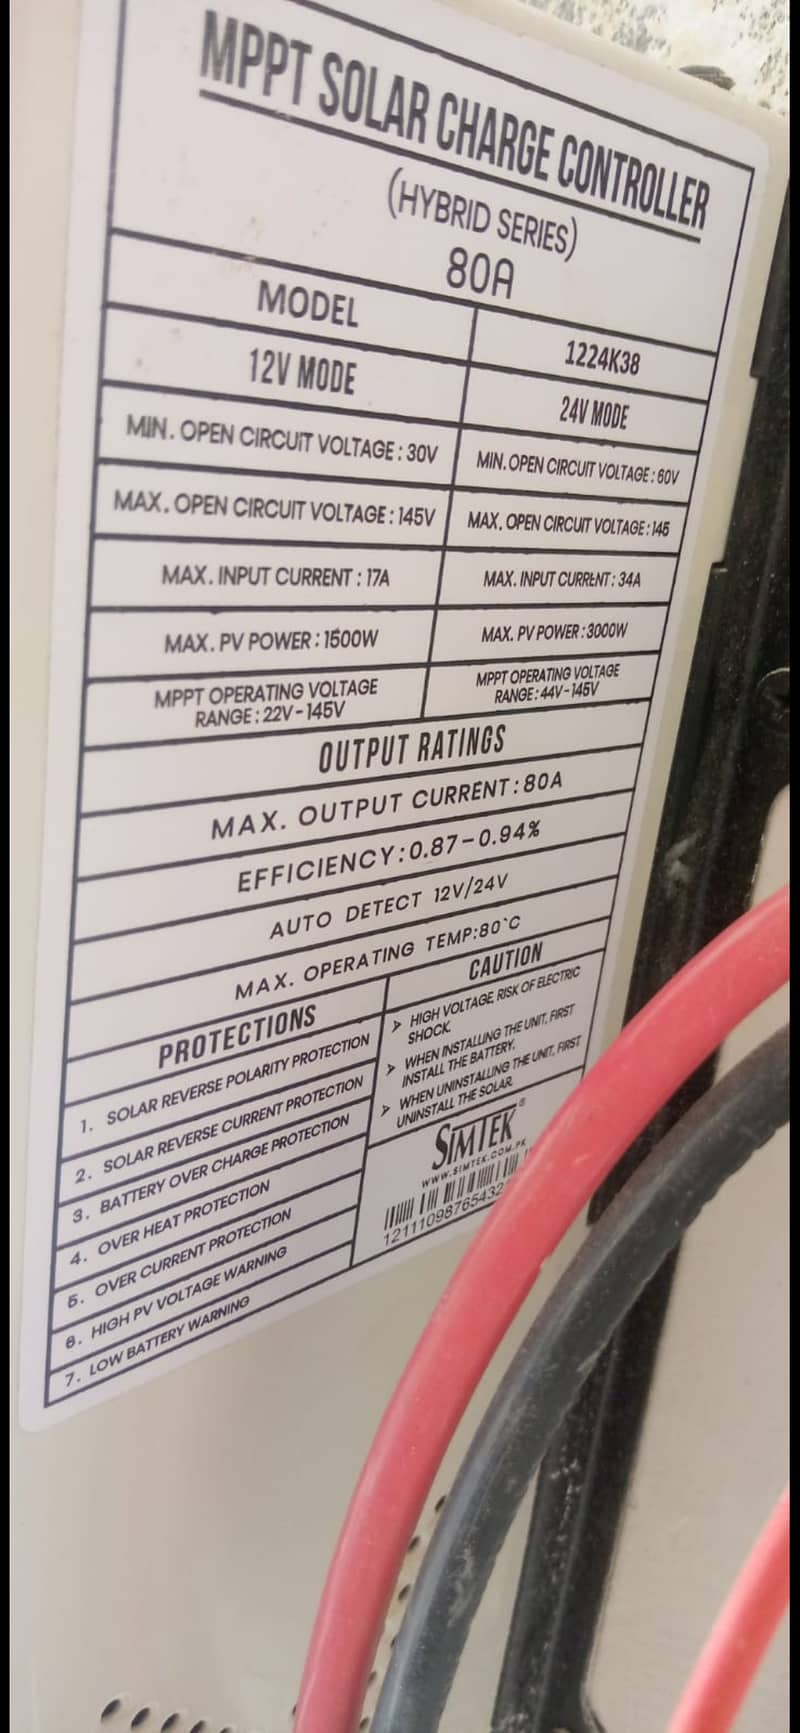 MPPT SOLAR CHARGE CONTROLLER
(HYBRID SERIES)
80A
MODEL
1224K38
12V MODE
24V MODE
MIN. OPEN CIRCUIT VOLTAGE : 30V
MIN. OPEN CIRCUIT VOLTAGE : 60V
MAX. OPEN CIRCUIT VOLTAGE : 145V
MAX. OPEN CIRCUIT VOLTAGE : 145
MAX. INPUT CURRENT : 17A
MAX. INPUT CURRENT : 34A
MAX. PV POWER : 1500W
MAX. PV POWER : 3000W
MPPT OPERATING VOLTAGE
RANGE : 22V - 145V
MPPT OPERATING VOLTAGE
RANGE : 44V - 145V
OUTPUT RATINGS
MAX. OUTPUT CURRENT : 80A
EFFICIENCY : 0.87 - 0.94%
AUTO DETECT 12V/24V
MAX. OPERATING TEMP:80`C
PROTECTIONS
1. SOLAR REVERSE POLARITY PROTECTION
2. SOLAR REVERSE CURRENT PROTECTION
3. BATTERY OVER CHARGE PROTECTION
4. OVER HEAT PROTECTION
5. OVER CURRENT PROTECTION
6. HIGH PV VOLTAGE WARNING
7. LOW BATTERY WARNING
CAUTION
➤ HIGH VOLTAGE, RISK OF ELECTRIC
SHOCK.
➤ WHEN INSTALLING THE UNIT, FIRST
INSTALL THE BATTERY.
➤ WHEN UNINSTALLING THE UNIT, FIRST
UNINSTALL THE SOLAR.
SIMTEK®
WWW.SIMTEK.COM.PK
12111098765432